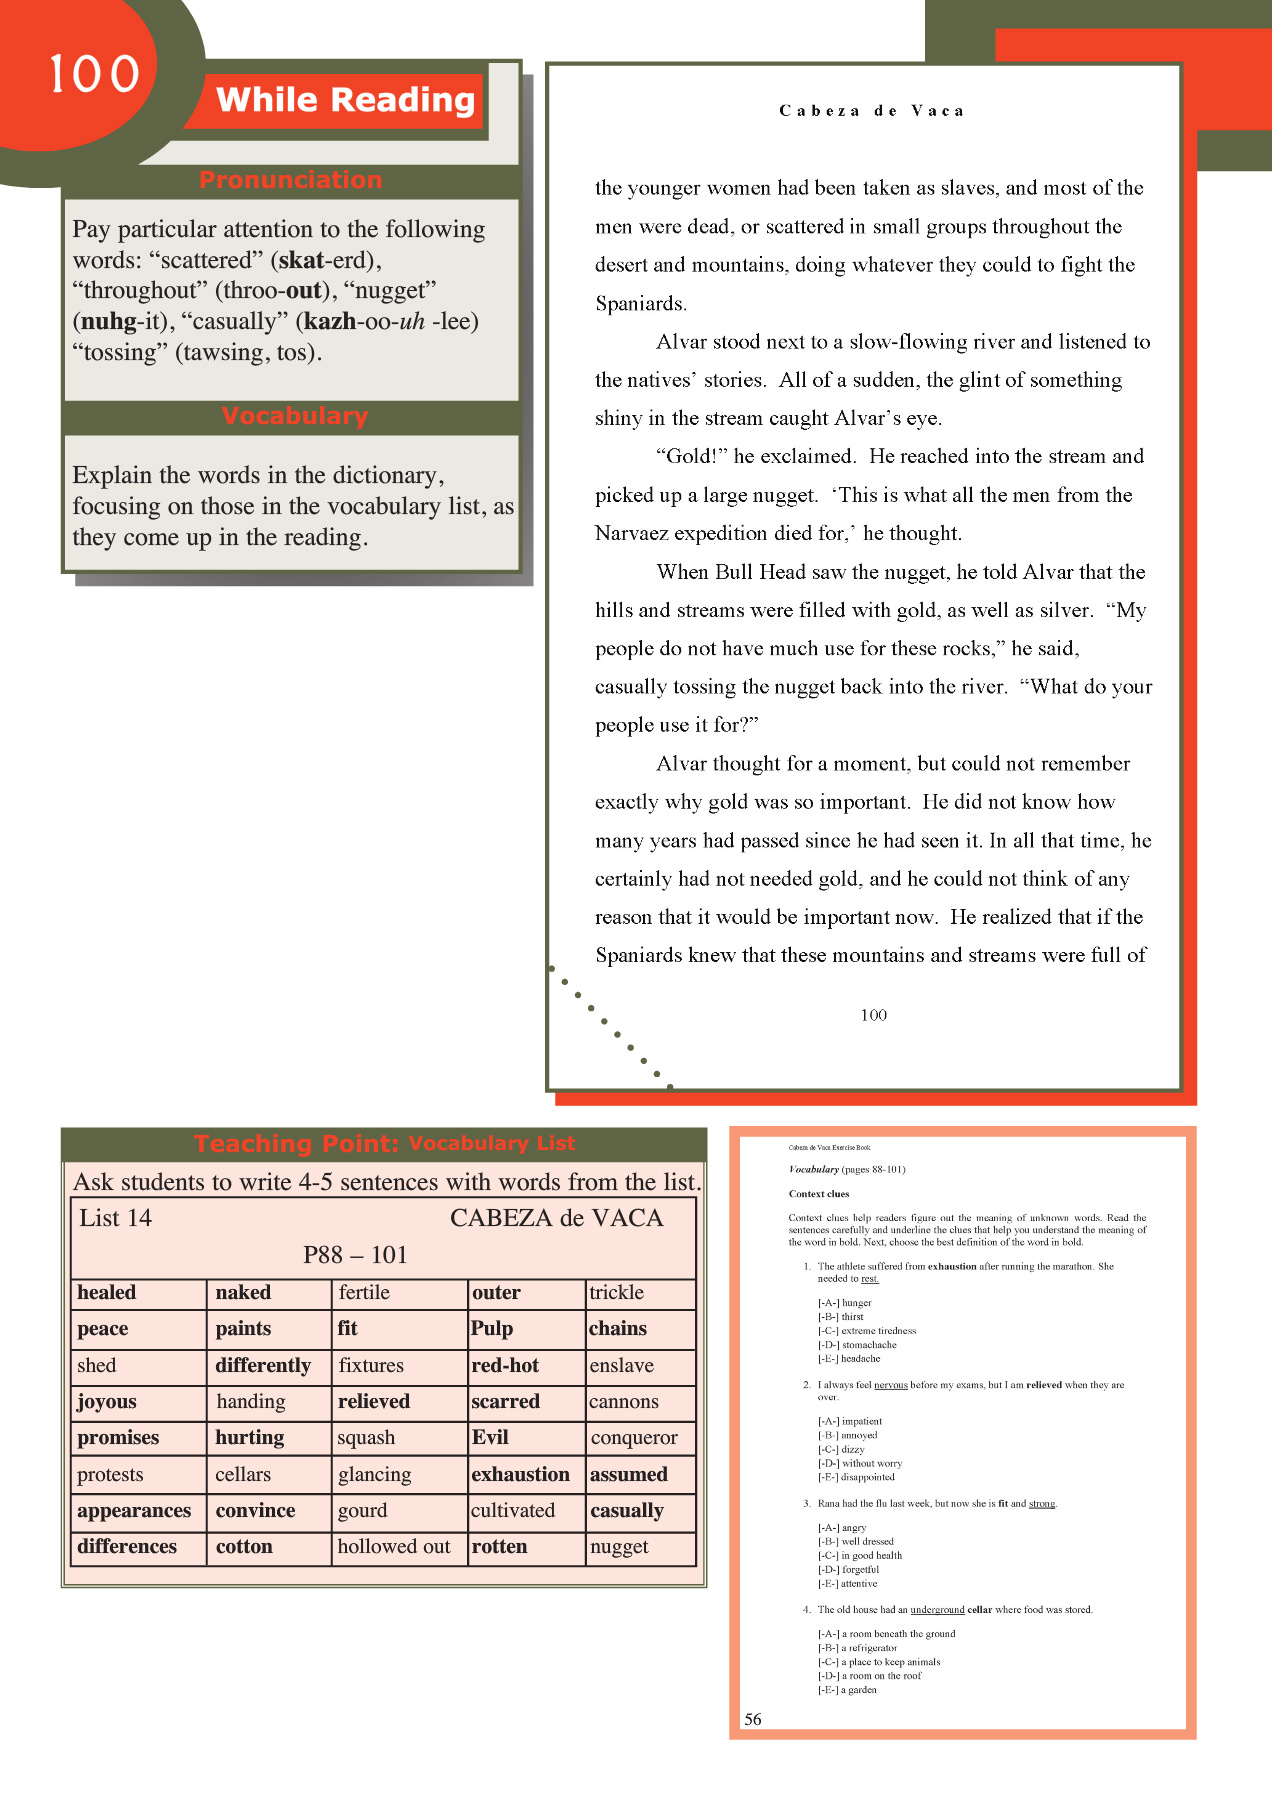 100
While Reading
Pronunciation
Pay particular attention to the following
words: “scattered” (skat-erd),
“throughout” (throo-out), “nugget”
(nuhg-it), “casually” (kazh-oo-uh -lee)
“tossing” (tawsing, tos).
Vocabulary
Explain the words in the dictionary,
focusing on those in the vocabulary list, as
they come up in the reading.
Cabeza de Vaca
the younger women had been taken as slaves, and most of the
men were dead, or scattered in small groups throughout the
desert and mountains, doing whatever they could to fight the
Spaniards.
Alvar stood next to a slow-flowing river and listened to
the natives’ stories. All of a sudden, the glint of something
shiny in the stream caught Alvar’s eye.
“Gold!” he exclaimed. He reached into the stream and
picked up a large nugget. ‘This is what all the men from the
Narvaez expedition died for,’ he thought.
When Bull Head saw the nugget, he told Alvar that the
hills and streams were filled with gold, as well as silver. “My
people do not have much use for these rocks,” he said,
casually tossing the nugget back into the river. “What do your
people use it for?”
Alvar thought for a moment, but could not remember
exactly why gold was so important. He did not know how
many years had passed since he had seen it. In all that time, he
certainly had not needed gold, and he could not think of any
reason that it would be important now. He realized that if the
Spaniards knew that these mountains and streams were full of
100
Teaching Point: Vocabulary List
Ask students to write 4-5 sentences with words from the list.
List 14 CABEZA de VACA
P88 – 101
healed naked fertile outer trickle
peace paints fit Pulp chains
shed differently fixtures red-hot enslave
joyous handing relieved scarred cannons
promises hurting squash Evil conqueror
protests cellars glancing exhaustion assumed
appearances convince gourd cultivated casually
differences cotton hollowed out rotten nugget
Cabeza de Vaca Exercise Book
Vocabulary (pages 88-101)
Context clues
Context clues help readers figure out the meaning of unknown words. Read the
sentences carefully and underline the clues that help you understand the meaning of
the word in bold. Next, choose the best definition of the word in bold.
1. The athlete suffered from exhaustion after running the marathon. She
needed to rest.
[-A-] hunger
[-B-] thirst
[-C-] extreme tiredness
[-D-] stomachache
[-E-] headache
2. I always feel nervous before my exams, but I am relieved when they are
over.
[-A-] impatient
[-B-] annoyed
[-C-] dizzy
[-D-] without worry
[-E-] disappointed
3. Rana had the flu last week, but now she is fit and strong.
[-A-] angry
[-B-] well dressed
[-C-] in good health
[-D-] forgetful
[-E-] attentive
4. The old house had an underground cellar where food was stored.
[-A-] a room beneath the ground
[-B-] a refrigerator
[-C-] a place to keep animals
[-D-] a room on the roof
[-E-] a garden
56